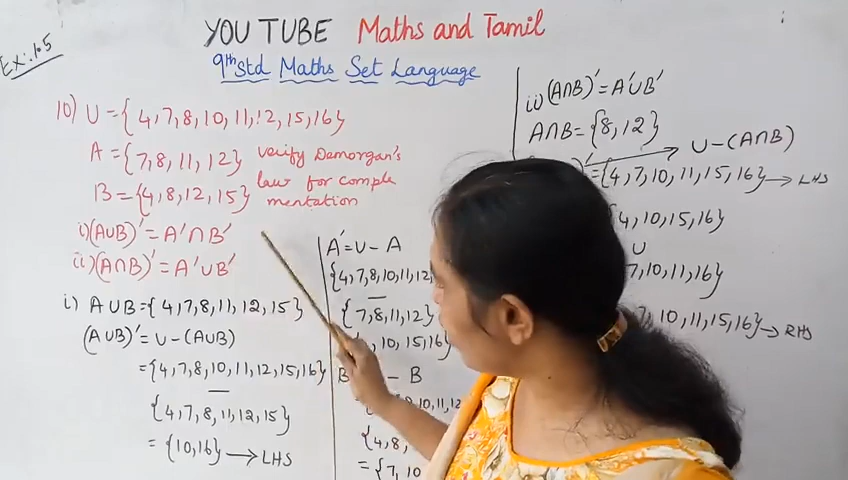 YOU TUBE Maths and Tamil
9thStd Maths Set Language
Ex:1.5
10) U = {4,7,8,10,11,12,15,16}
A = {7,8,11,12} verify Demorgan's
B = {4,8,12,15} law for comple
mentation
i) (A∪B)' = A'∩B'
ii) (A∩B)' = A'∪B'
i) A∪B = {4,7,8,11,12,15}
(A∪B)' = U - (A∪B)
= {4,7,8,10,11,12,15,16}
—
{4,7,8,11,12,15}
= {10,16} → LHS
A' = U - A
{4,7,8,10,11,12,
—
{7,8,11,12}
10,15,16}
B - B
10,11,12
{4,8,
= {7,10
ii) (A∩B)' = A'∪B'
A∩B = {8,12}
' → U - (A∩B)
= {4,7,10,11,15,16} → LHS
4,10,15,16}
∪
7,10,11,16}
7,10,11,15,16} → RHS